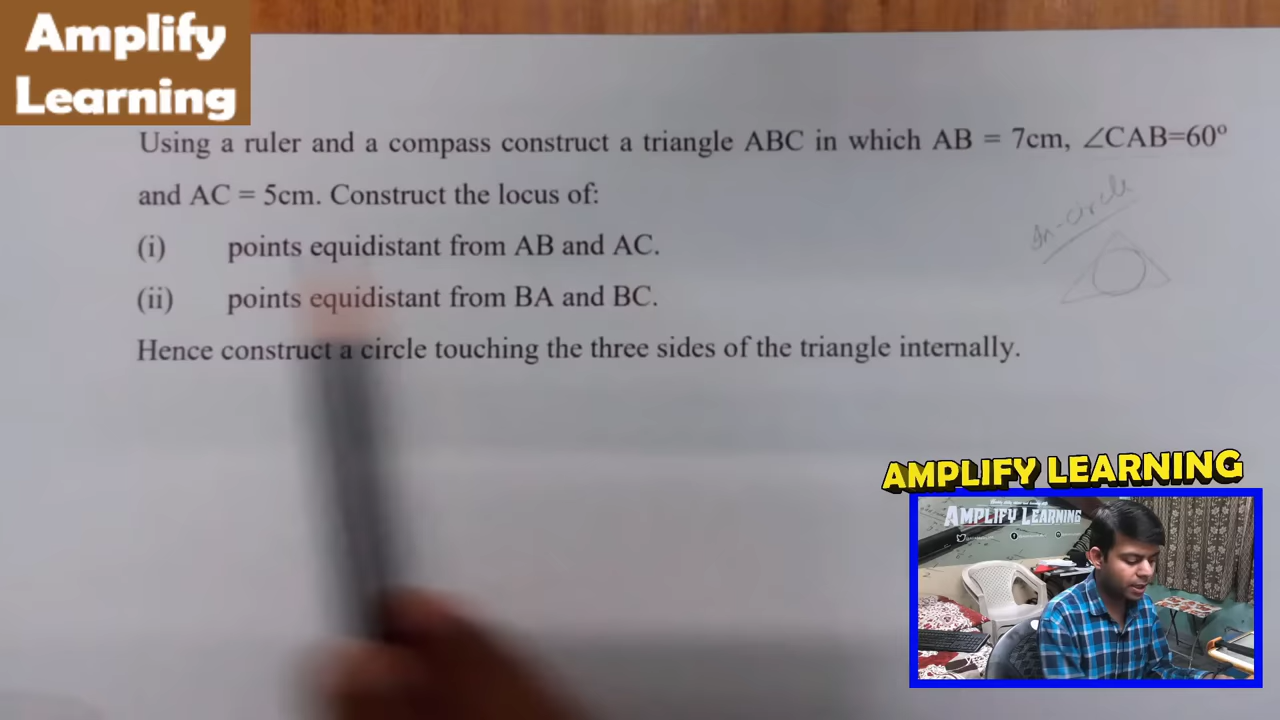 Amplify
Learning
Using a ruler and a compass construct a triangle ABC in which AB = 7cm, ∠CAB=60º
and AC = 5cm. Construct the locus of:
(i) points equidistant from AB and AC.
(ii) points equidistant from BA and BC.
Hence construct a circle touching the three sides of the triangle internally.
In-circle
AMPLIFY LEARNING
AMPLIFY LEARNING